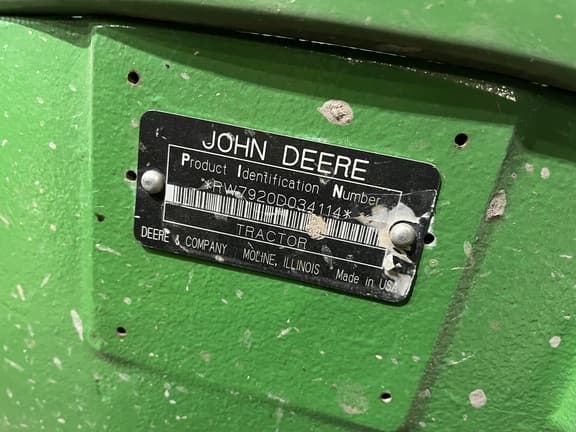 JOHN DEERE
Product Identification Number
*RW7920D034114*
TRACTOR
DEERE & COMPANY MOLINE, ILLINOIS Made in USA